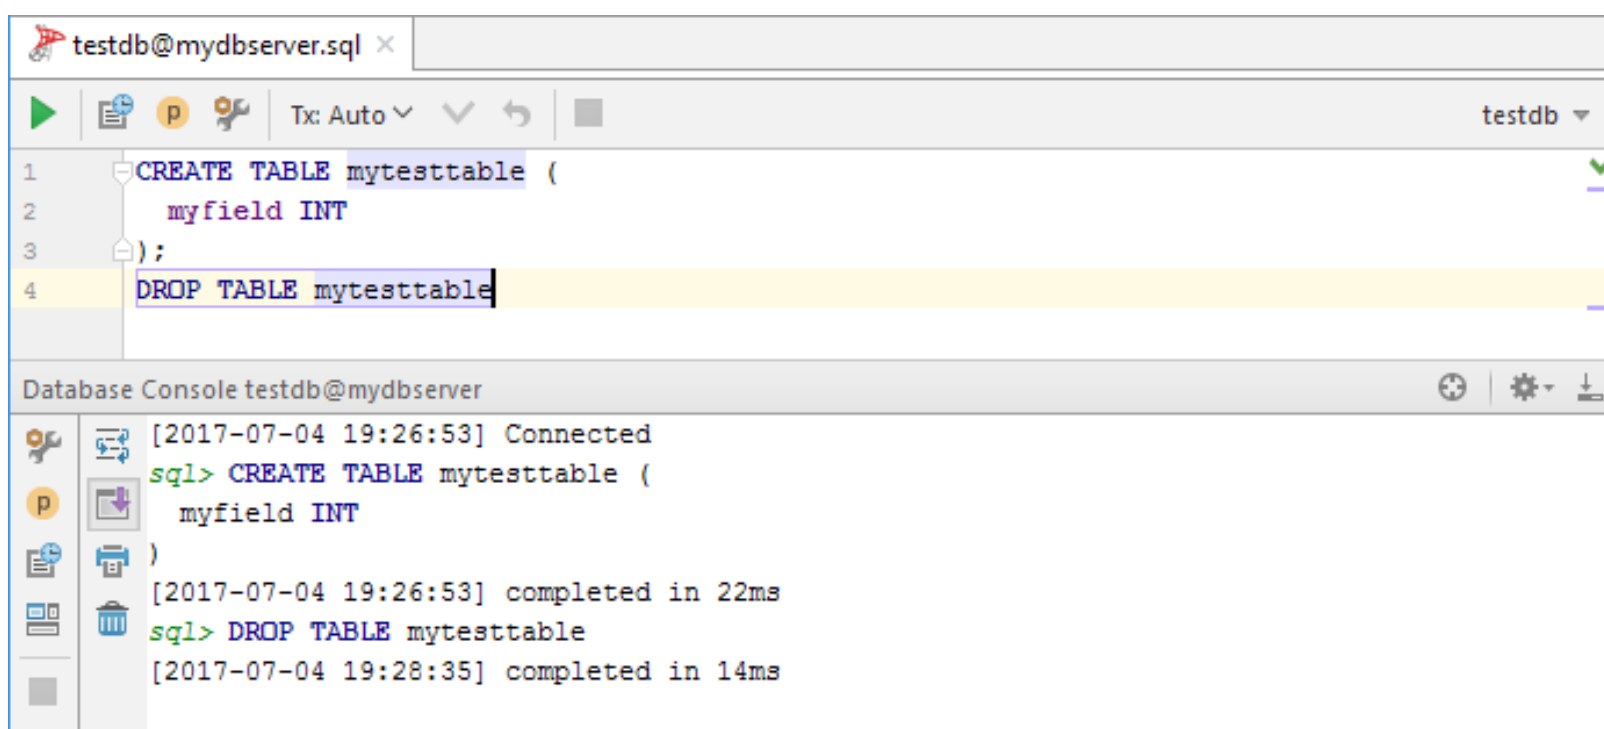 testdb@mydbserver.sql
p Tx: Auto testdb
1 CREATE TABLE mytesttable (
2 myfield INT
3 );
4 DROP TABLE mytesttable
Database Console testdb@mydbserver
[2017-07-04 19:26:53] Connected
sql> CREATE TABLE mytesttable (
p myfield INT
)
[2017-07-04 19:26:53] completed in 22ms
sql> DROP TABLE mytesttable
[2017-07-04 19:28:35] completed in 14ms